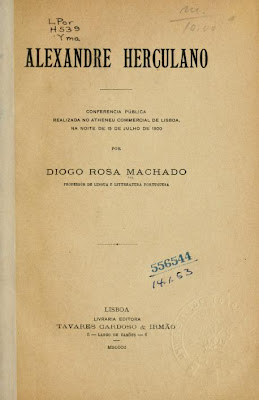 L.Por
H539
Yma
ALEXANDRE HERCULANO
CONFERENCIA PUBLICA
REALIZADA NO ATHENEU COMMERCIAL DE LISBOA,
NA NOITE DE 15 DE JULHO DE 1900
POR
DIOGO ROSA MACHADO
PROFESSOR DE LINGUA E LITTERATURA PORTUGUEZA
556544
14.1.53
LISBOA
LIVRARIA EDITORA
TAVARES CARDOSO & IRMÃO
5 — LARGO DE CAMÕES — 6